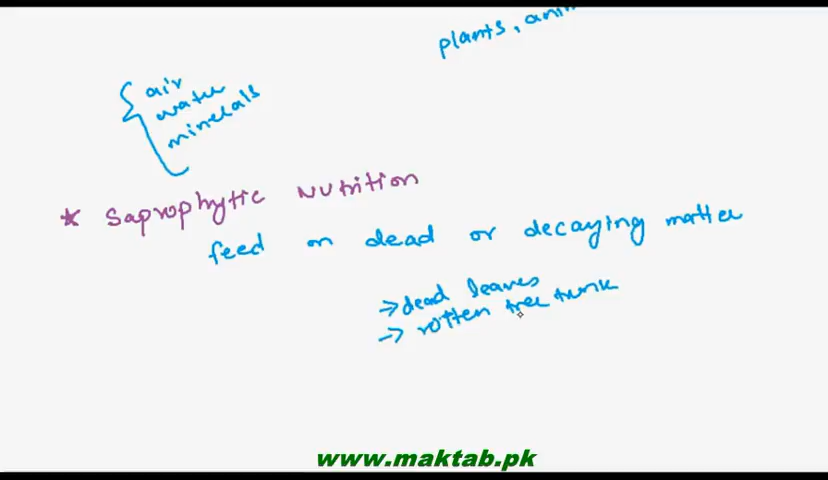 plants, ani
air
water
minerals
* Saprophytic Nutrition
feed on dead or decaying matter
→ dead leaves
→ rotten tree trunk
www.maktab.pk